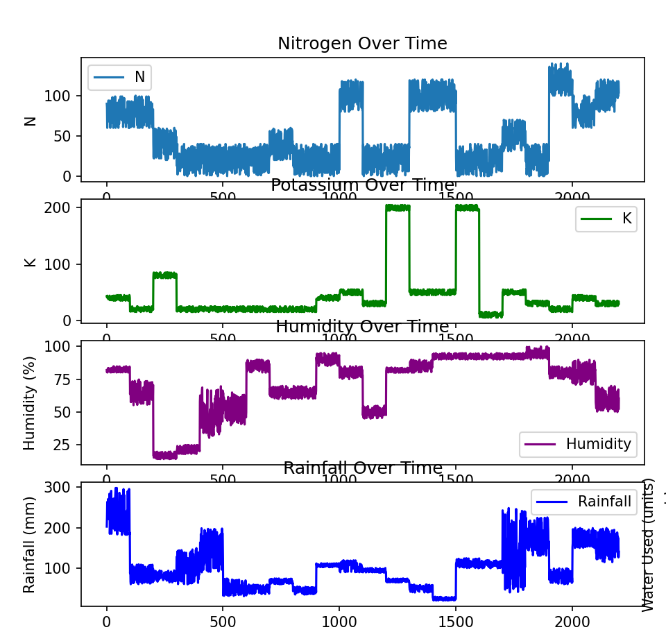 Nitrogen Over Time
N
N
100
50
0
0 500 1000 1500 2000
Potassium Over Time
K
K
200
100
0
0 500 1000 1500 2000
Humidity Over Time
Humidity (%)
100
75
50
25
Humidity
0 500 1000 1500 2000
Rainfall Over Time
Rainfall (mm)
300
200
100
Rainfall
Water Used (units)
0 500 1000 1500 2000